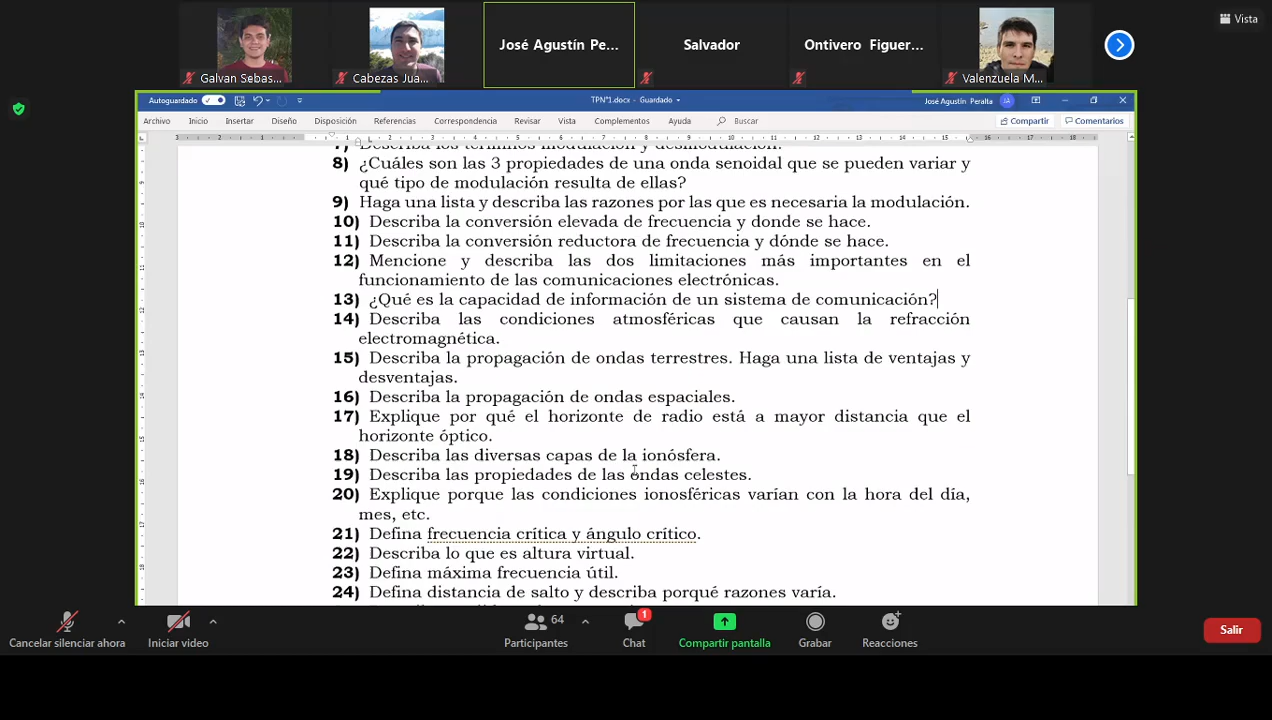 Vista
José Agustín Pe...
Salvador
Ontivero Figuer...
Galvan Sebas...
Cabezas Jua...
Valenzuela M...
Autoguardado
TPN°1.docx - Guardado
José Agustín Peralta
JA
Archivo Inicio Insertar Diseño Disposición Referencias Correspondencia Revisar Vista Complementos Ayuda Buscar Compartir Comentarios
7) Describa los términos modulación y desmodulación.
8) ¿Cuáles son las 3 propiedades de una onda senoidal que se pueden variar y
qué tipo de modulación resulta de ellas?
9) Haga una lista y describa las razones por las que es necesaria la modulación.
10) Describa la conversión elevada de frecuencia y donde se hace.
11) Describa la conversión reductora de frecuencia y dónde se hace.
12) Mencione y describa las dos limitaciones más importantes en el
funcionamiento de las comunicaciones electrónicas.
13) ¿Qué es la capacidad de información de un sistema de comunicación?
14) Describa las condiciones atmosféricas que causan la refracción
electromagnética.
15) Describa la propagación de ondas terrestres. Haga una lista de ventajas y
desventajas.
16) Describa la propagación de ondas espaciales.
17) Explique por qué el horizonte de radio está a mayor distancia que el
horizonte óptico.
18) Describa las diversas capas de la ionósfera.
19) Describa las propiedades de las ondas celestes.
20) Explique porque las condiciones ionosféricas varían con la hora del día,
mes, etc.
21) Defina frecuencia crítica y ángulo crítico.
22) Describa lo que es altura virtual.
23) Defina máxima frecuencia útil.
24) Defina distancia de salto y describa porqué razones varía.
64
1
Cancelar silenciar ahora
Iniciar video
Participantes
Chat
Compartir pantalla
Grabar
Reacciones
Salir